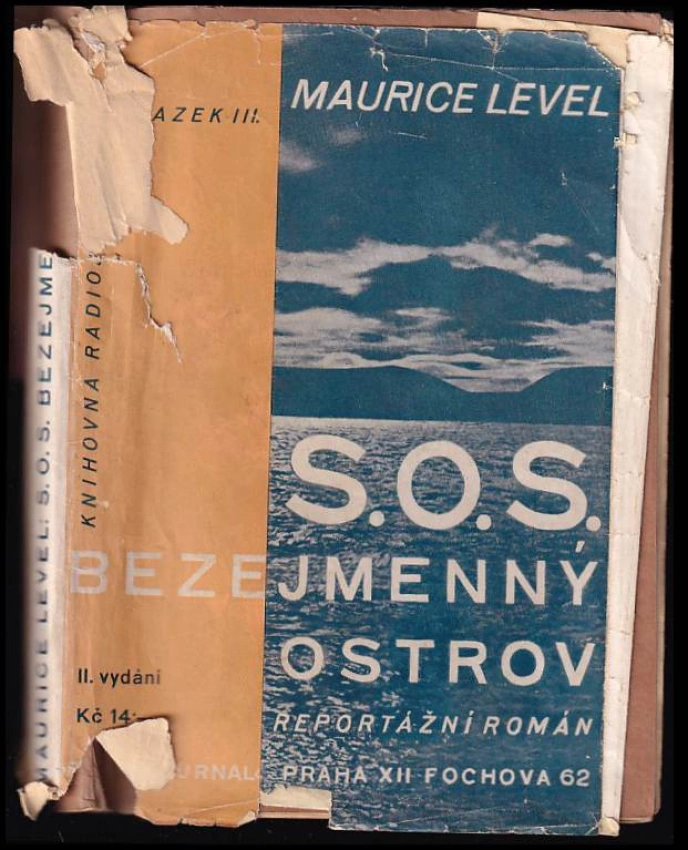 MAURICE LEVEL
AZEK III.
KNIHOVNA RADIO
S.O.S.
BEZEJMENNÝ
OSTROV
II. vydání
Kč 14·
REPORTÁŽNÍ ROMÁN
URNAL PRAHA XII FOCHOVA 62
MAURICE LEVEL: S.O.S. BEZEJME